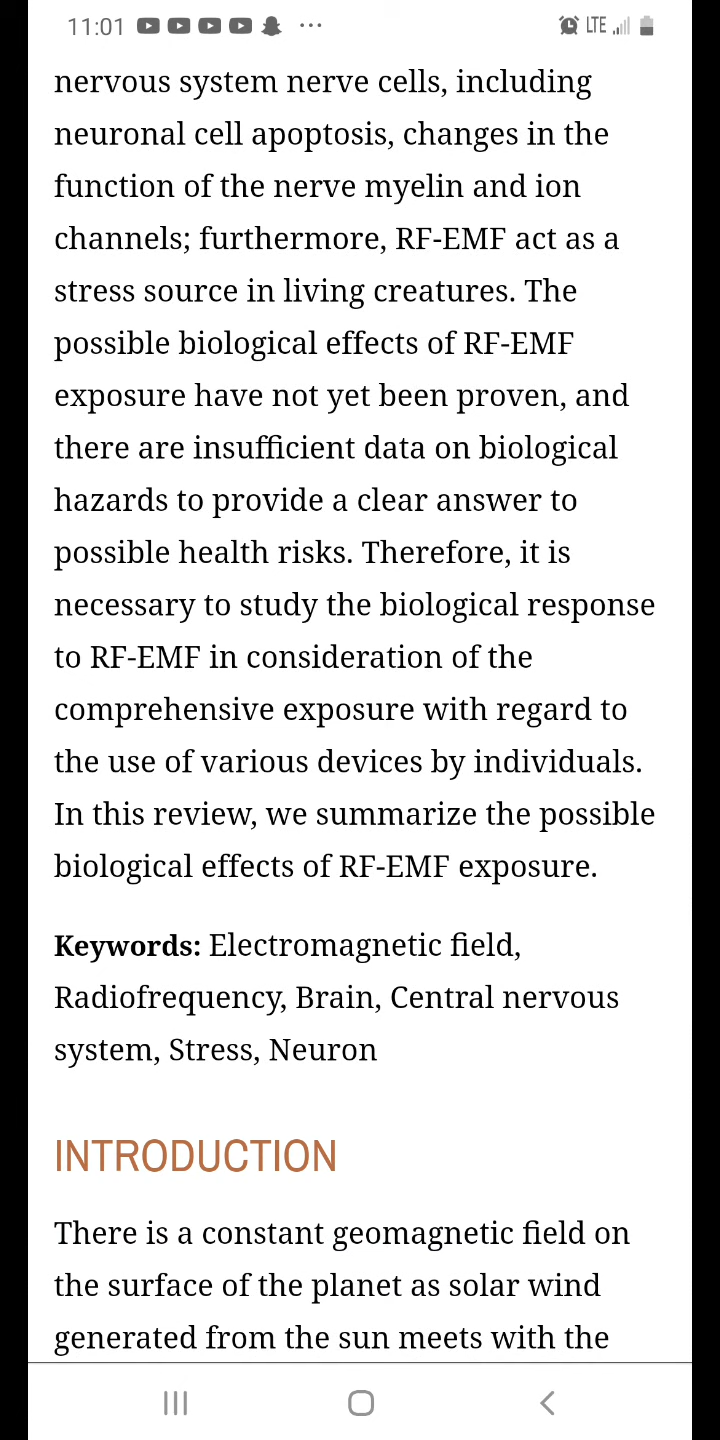 11:01 LTE
nervous system nerve cells, including
neuronal cell apoptosis, changes in the
function of the nerve myelin and ion
channels; furthermore, RF-EMF act as a
stress source in living creatures. The
possible biological effects of RF-EMF
exposure have not yet been proven, and
there are insufficient data on biological
hazards to provide a clear answer to
possible health risks. Therefore, it is
necessary to study the biological response
to RF-EMF in consideration of the
comprehensive exposure with regard to
the use of various devices by individuals.
In this review, we summarize the possible
biological effects of RF-EMF exposure.
Keywords: Electromagnetic field,
Radiofrequency, Brain, Central nervous
system, Stress, Neuron
INTRODUCTION
There is a constant geomagnetic field on
the surface of the planet as solar wind
generated from the sun meets with the